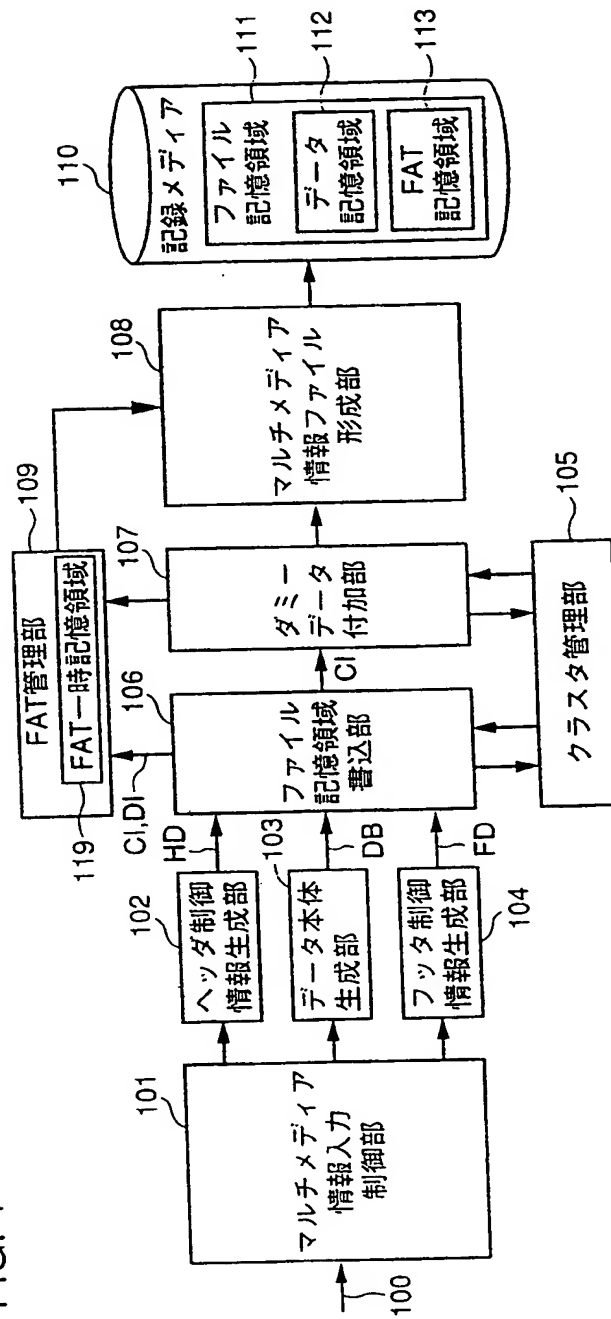 FIG.
100
101
マルチメディア
情報入力
制御部
102
ヘッダ制御
情報生成部
103
データ本体
生成部
フッタ制御
情報生成部
104
HD
DB
FD
106
ファイル
記憶領域
書込部
CI,DI
CI
107
ダミー
データ
付加部
109
FAT管理部
FAT一時記憶領域
119
105
クラスタ管理部
108
マルチメディア
情報ファイル
形成部
110
記録メディア
ファイル
記憶領域
111
データ
記憶領域
112
FAT
記憶領域
113